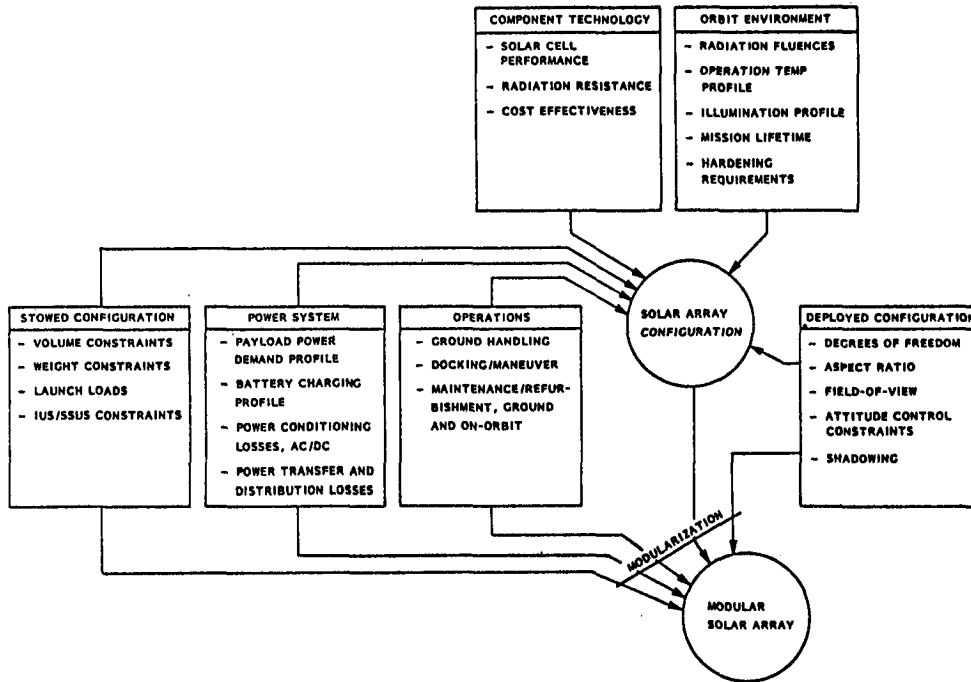 COMPONENT TECHNOLOGY
– SOLAR CELL
PERFORMANCE
– RADIATION RESISTANCE
– COST EFFECTIVENESS
ORBIT ENVIRONMENT
– RADIATION FLUENCES
– OPERATION TEMP
PROFILE
– ILLUMINATION PROFILE
– MISSION LIFETIME
– HARDENING
REQUIREMENTS
STOWED CONFIGURATION
– VOLUME CONSTRAINTS
– WEIGHT CONSTRAINTS
– LAUNCH LOADS
– IUS/SSUS CONSTRAINTS
POWER SYSTEM
– PAYLOAD POWER
DEMAND PROFILE
– BATTERY CHARGING
PROFILE
– POWER CONDITIONING
LOSSES, AC/DC
– POWER TRANSFER AND
DISTRIBUTION LOSSES
OPERATIONS
– GROUND HANDLING
– DOCKING/MANEUVER
– MAINTENANCE/REFUR-
BISHMENT, GROUND
AND ON-ORBIT
SOLAR ARRAY
CONFIGURATION
DEPLOYED CONFIGURATION
– DEGREES OF FREEDOM
– ASPECT RATIO
– FIELD-OF-VIEW
– ATTITUDE CONTROL
CONSTRAINTS
– SHADOWING
MODULARIZATION
MODULAR
SOLAR ARRAY